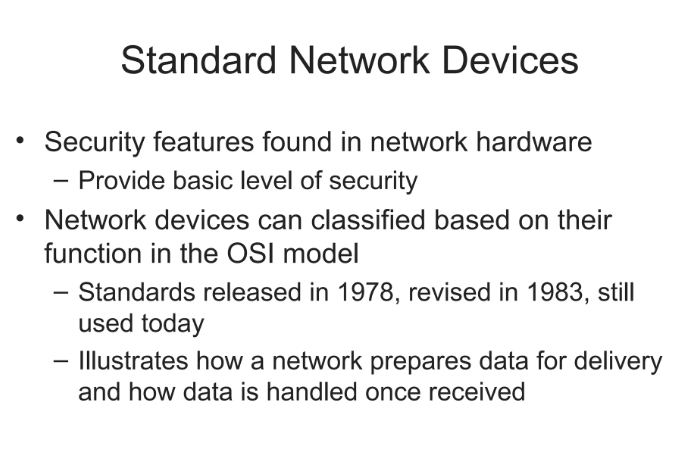 Standard Network Devices
• Security features found in network hardware
– Provide basic level of security
• Network devices can classified based on their
function in the OSI model
– Standards released in 1978, revised in 1983, still
used today
– Illustrates how a network prepares data for delivery
and how data is handled once received